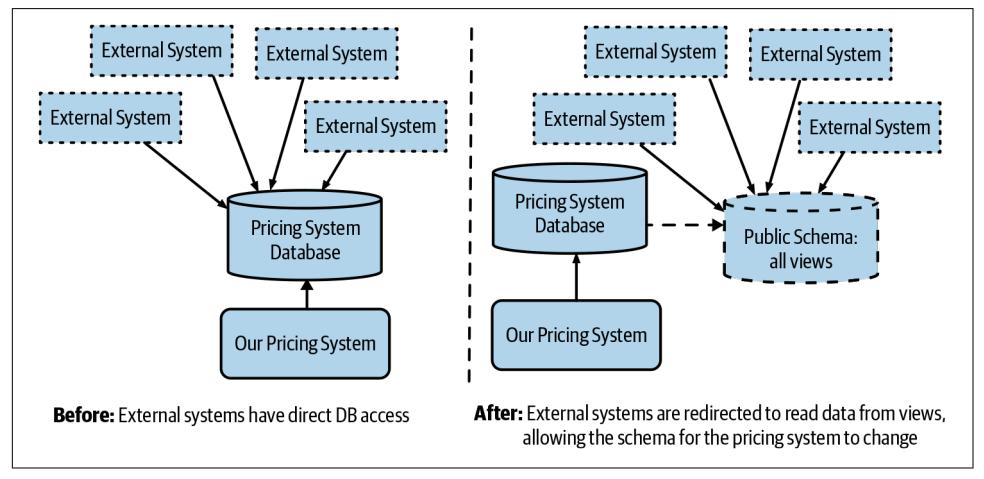 External System
External System
External System
External System
Pricing System
Database
Our Pricing System
Before: External systems have direct DB access
External System
External System
External System
External System
Pricing System
Database
Public Schema:
all views
Our Pricing System
After: External systems are redirected to read data from views,
allowing the schema for the pricing system to change